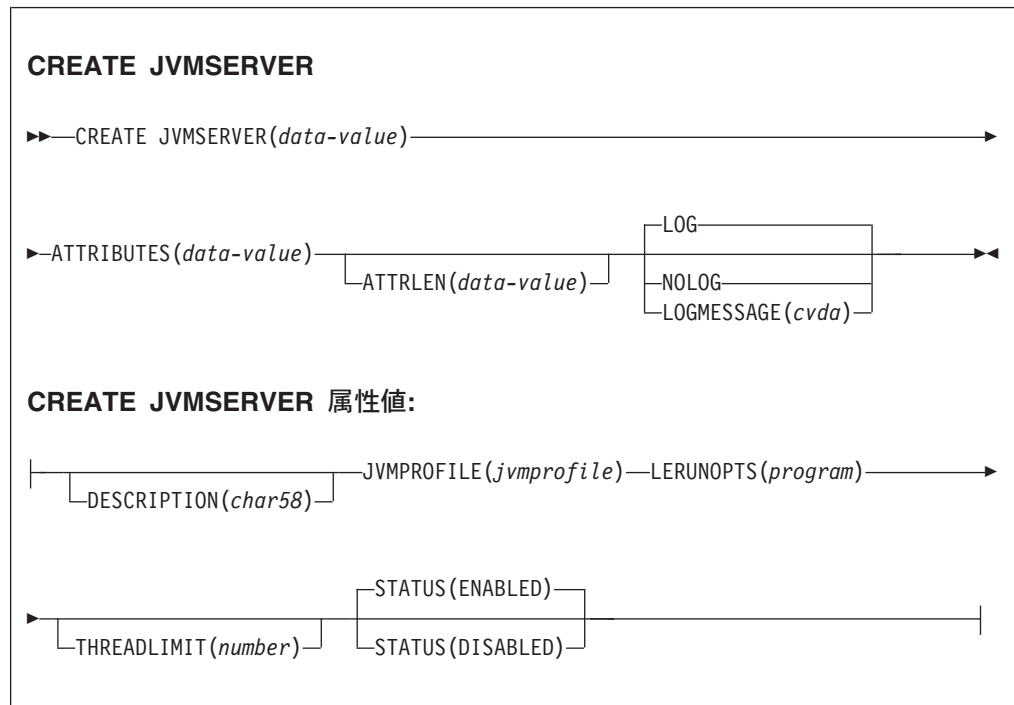 CREATE JVMSERVER
CREATE JVMSERVER(data-value)
ATTRIBUTES(data-value)
ATTRLEN(data-value)
LOG
NOLOG
LOGMESSAGE(cvda)
CREATE JVMSERVER 属性値:
DESCRIPTION(char58)
JVMPROFILE(jvmprofile)
LERUNOPTS(program)
THREADLIMIT(number)
STATUS(ENABLED)
STATUS(DISABLED)